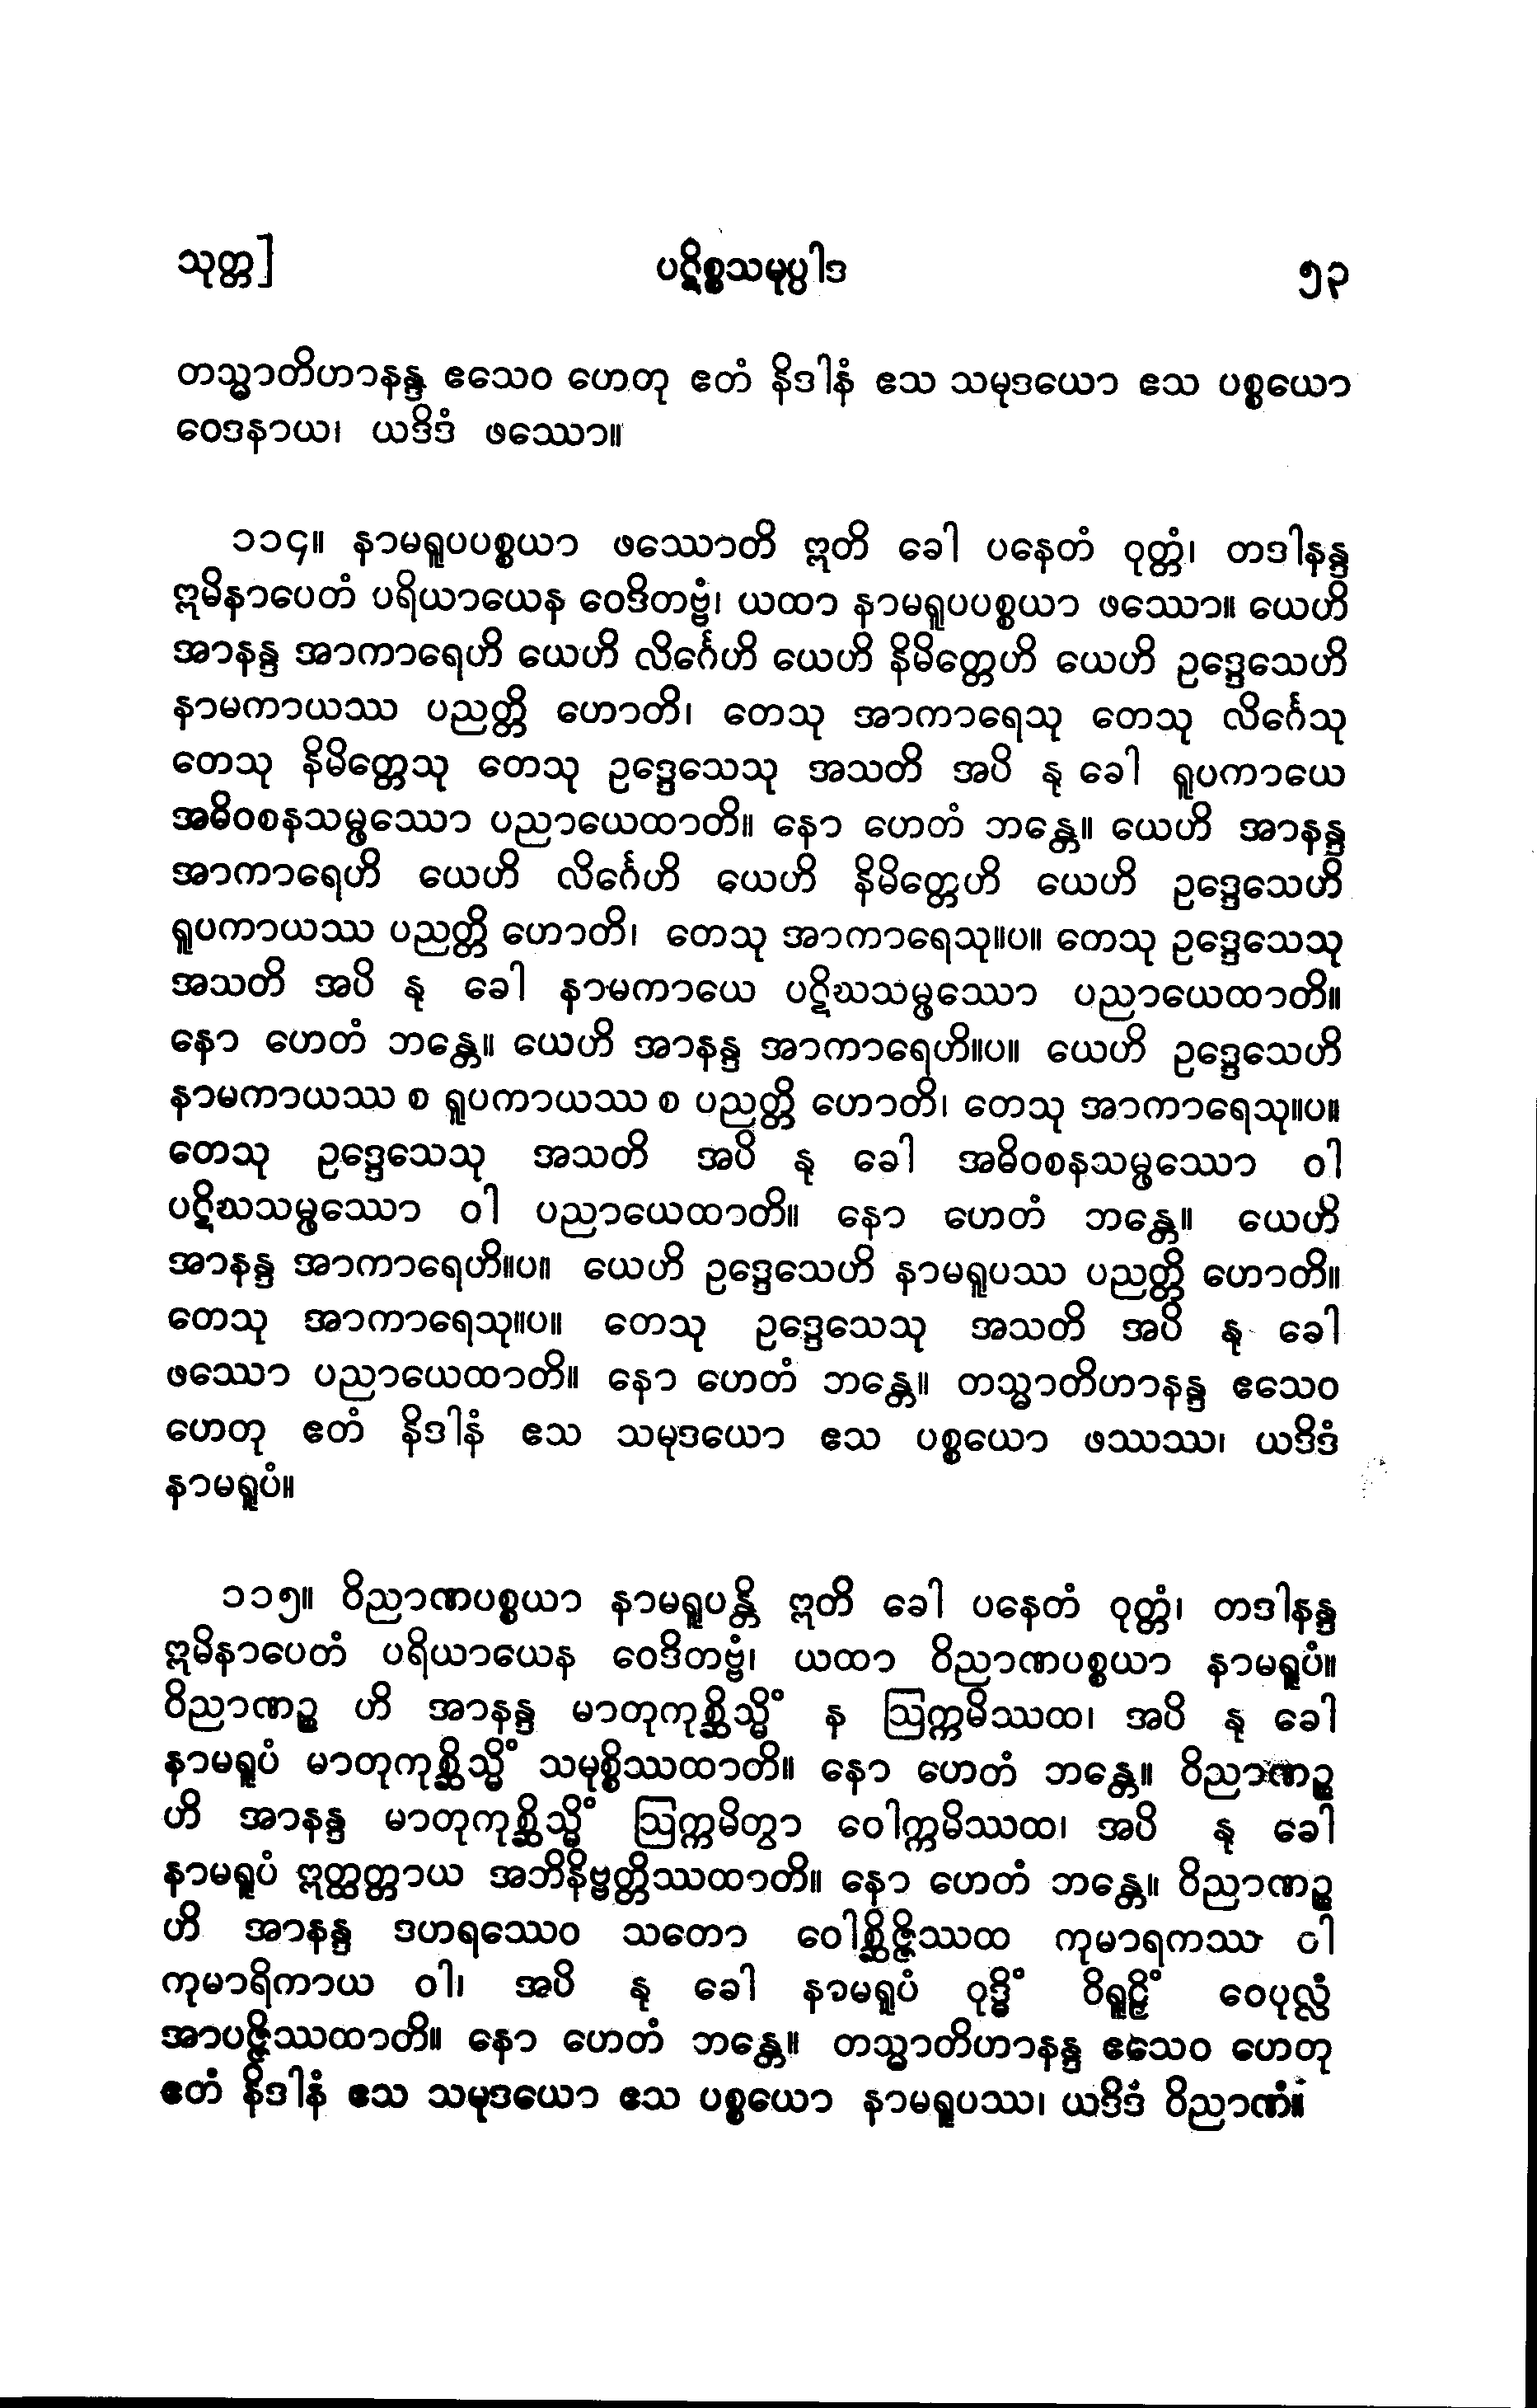 သုတ္တ]
ပဋိစ္စသမုပ္ပါဒ
၅၃
တသ္မာတိဟာနန္ဒ ဧသေဝ ဟေတု ဧတံ နိဒါနံ ဧသ သမုဒယော ဧသ ပစ္စယော
ဝေဒနာယ၊ ယဒိဒံ ဖဿော။
၁၁၄။ နာမရူပပစ္စယာ ဖဿောတိ ဣတိ ခေါ ပနေတံ ဝုတ္တံ၊ တဒါနန္ဒ
ဣမိနာပေတံ ပရိယာယေန ဝေဒိတဗ္ဗံ၊ ယထာ နာမရူပပစ္စယာ ဖဿော။ ယေဟိ
အာနန္ဒ အာကာရေဟိ ယေဟိ လိင်္ဂေဟိ ယေဟိ နိမိတ္တေဟိ ယေဟိ ဥဒ္ဒေသေဟိ
နာမကာယဿ ပညတ္တိ ဟောတိ၊ တေသု အာကာရေသု တေသု လိင်္ဂေသု
တေသု နိမိတ္တေသု တေသု ဥဒ္ဒေသေသု အသတိ အပိ နု ခေါ ရူပကာယေ
အဓိဝစနသမ္ဖဿော ပညာယေထာတိ။ နော ဟေတံ ဘန္တေ။ ယေဟိ အာနန္ဒ
အာကာရေဟိ ယေဟိ လိင်္ဂေဟိ ယေဟိ နိမိတ္တေဟိ ယေဟိ ဥဒ္ဒေသေဟိ
ရူပကာယဿ ပညတ္တိ ဟောတိ၊ တေသု အာကာရေသု။ပ။ တေသု ဥဒ္ဒေသေသု
အသတိ အပိ နု ခေါ နာမကာယေ ပဋိဃသမ္ဖဿော ပညာယေထာတိ။
နော ဟေတံ ဘန္တေ။ ယေဟိ အာနန္ဒ အာကာရေဟိ။ပ။ ယေဟိ ဥဒ္ဒေသေဟိ
နာမကာယဿ စ ရူပကာယဿ စ ပညတ္တိ ဟောတိ၊ တေသု အာကာရေသု။ပ။
တေသု ဥဒ္ဒေသေသု အသတိ အပိ နု ခေါ အဓိဝစနသမ္ဖဿော ဝါ
ပဋိဃသမ္ဖဿော ဝါ ပညာယေထာတိ။ နော ဟေတံ ဘန္တေ။ ယေဟိ
အာနန္ဒ အာကာရေဟိ။ပ။ ယေဟိ ဥဒ္ဒေသေဟိ နာမရူပဿ ပညတ္တိ ဟောတိ။
တေသု အာကာရေသု။ပ။ တေသု ဥဒ္ဒေသေသု အသတိ အပိ နု ခေါ
ဖဿော ပညာယေထာတိ။ နော ဟေတံ ဘန္တေ။ တသ္မာတိဟာနန္ဒ ဧသေဝ
ဟေတု ဧတံ နိဒါနံ ဧသ သမုဒယော ဧသ ပစ္စယော ဖဿဿ၊ ယဒိဒံ
နာမရူပံ။
၁၁၅။ ဝိညာဏပစ္စယာ နာမရူပန္တိ ဣတိ ခေါ ပနေတံ ဝုတ္တံ၊ တဒါနန္ဒ
ဣမိနာပေတံ ပရိယာယေန ဝေဒိတဗ္ဗံ၊ ယထာ ဝိညာဏပစ္စယာ နာမရူပံ။
ဝိညာဏဉ္စ ဟိ အာနန္ဒ မာတုကုစ္ဆိသ္မိံ န ဩက္ကမိဿထ၊ အပိ နု ခေါ
နာမရူပံ မာတုကုစ္ဆိသ္မိံ သမုစ္စိဿထာတိ။ နော ဟေတံ ဘန္တေ။ ဝိညာဏဉ္စ
ဟိ အာနန္ဒ မာတုကုစ္ဆိသ္မိံ ဩက္ကမိတွာ ဝေါက္ကမိဿထ၊ အပိ နု ခေါ
နာမရူပံ ဣတ္ထတ္တာယ အဘိနိဗ္ဗတ္တိဿထာတိ။ နော ဟေတံ ဘန္တေ။ ဝိညာဏဉ္စ
ဟိ အာနန္ဒ ဒဟရဿေဝ သတော ဝေါစ္ဆိဇ္ဇိဿထ ကုမာရကဿ ဝါ
ကုမာရိကာယ ဝါ၊ အပိ နု ခေါ နာမရူပံ ဝုဒ္ဓိံ ဝိရူဠှိံ ဝေပုလ္လံ
အာပဇ္ဇိဿထာတိ။ နော ဟေတံ ဘန္တေ။ တသ္မာတိဟာနန္ဒ ဧသေဝ ဟေတု
ဧတံ နိဒါနံ ဧသ သမုဒယော ဧသ ပစ္စယော နာမရူပဿ၊ ယဒိဒံ ဝိညာဏံ။